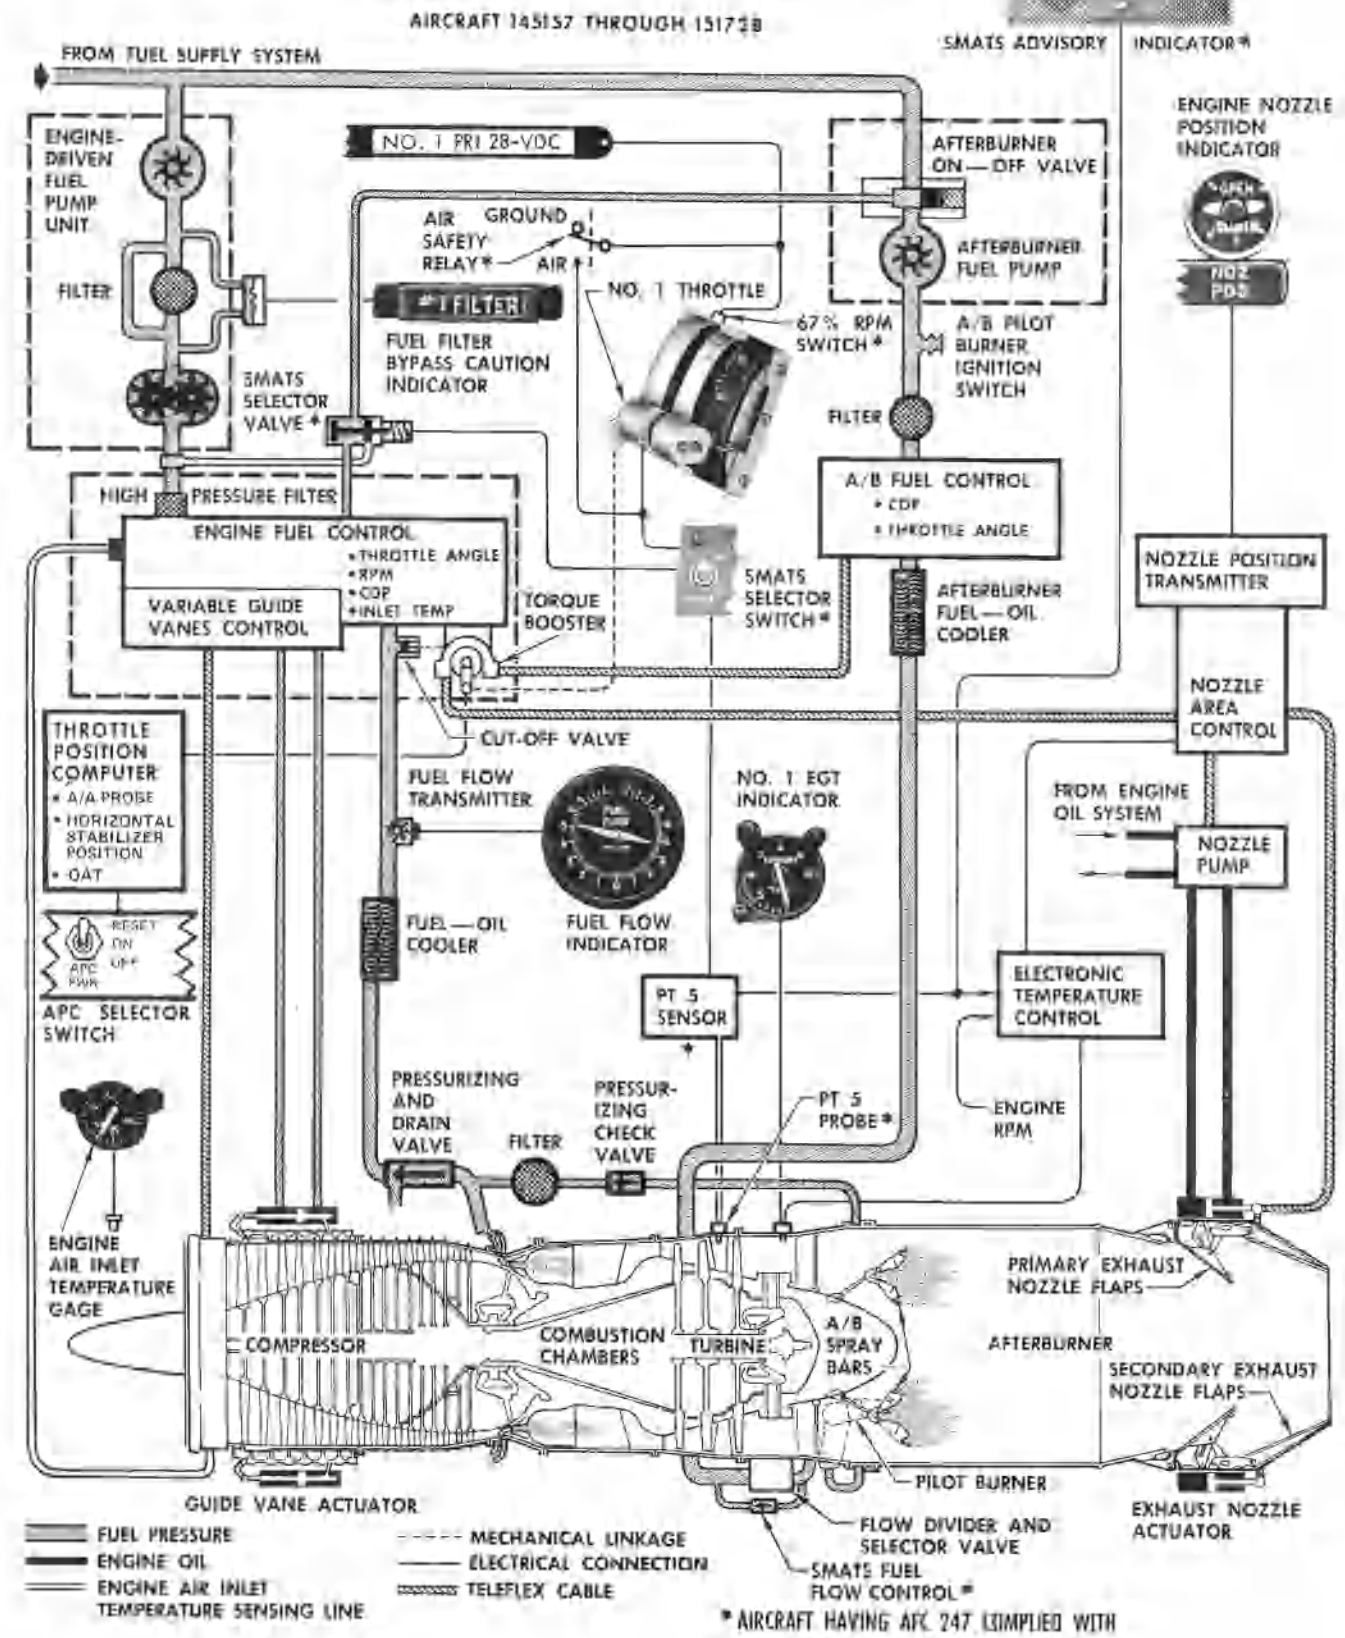 AIRCRAFT 145157 THROUGH 151728
SMATS ADVISORY INDICATOR*
FROM FUEL SUPPLY SYSTEM
ENGINE-
DRIVEN
FUEL
PUMP
UNIT
NO. 1 PRI 28-VDC
AFTERBURNER
ON—OFF VALVE
ENGINE NOZZLE
POSITION
INDICATOR
OPEN
NOZ
POS
AIR
SAFETY
RELAY*
GROUND
AIR
AFTERBURNER
FUEL PUMP
FILTER
#1 FILTER
NO. 1 THROTTLE
FUEL FILTER
BYPASS CAUTION
INDICATOR
67% RPM
SWITCH*
A/B PILOT
BURNER
IGNITION
SWITCH
SMATS
SELECTOR
VALVE*
FILTER
HIGH PRESSURE FILTER
A/B FUEL CONTROL
* CDP
* THROTTLE ANGLE
ENGINE FUEL CONTROL
* THROTTLE ANGLE
* RPM
* CDP
* INLET TEMP
VARIABLE GUIDE
VANES CONTROL
TORQUE
BOOSTER
SMATS
SELECTOR
SWITCH*
AFTERBURNER
FUEL—OIL
COOLER
NOZZLE POSITION
TRANSMITTER
NOZZLE
AREA
CONTROL
THROTTLE
POSITION
COMPUTER
* A/A PROBE
* HORIZONTAL
STABILIZER
POSITION
* OAT
CUT-OFF VALVE
FUEL FLOW
TRANSMITTER
NO. 1 EGT
INDICATOR
FROM ENGINE
OIL SYSTEM
NOZZLE
PUMP
RESET
ON
OFF
APC
PWR
APC SELECTOR
SWITCH
FUEL—OIL
COOLER
FUEL FLOW
INDICATOR
PT 5
SENSOR
*
ELECTRONIC
TEMPERATURE
CONTROL
PRESSURIZING
AND
DRAIN
VALVE
FILTER
PRESSUR-
IZING
CHECK
VALVE
PT 5
PROBE*
ENGINE
RPM
ENGINE
AIR INLET
TEMPERATURE
GAGE
PRIMARY EXHAUST
NOZZLE FLAPS
COMPRESSOR
COMBUSTION
CHAMBERS
TURBINE
A/B
SPRAY
BARS
AFTERBURNER
SECONDARY EXHAUST
NOZZLE FLAPS
PILOT BURNER
GUIDE VANE ACTUATOR
EXHAUST NOZZLE
ACTUATOR
FLOW DIVIDER AND
SELECTOR VALVE
SMATS FUEL
FLOW CONTROL*
FUEL PRESSURE
ENGINE OIL
ENGINE AIR INLET
TEMPERATURE SENSING LINE
MECHANICAL LINKAGE
ELECTRICAL CONNECTION
TELEFLEX CABLE
* AIRCRAFT HAVING AFC 247 COMPLIED WITH